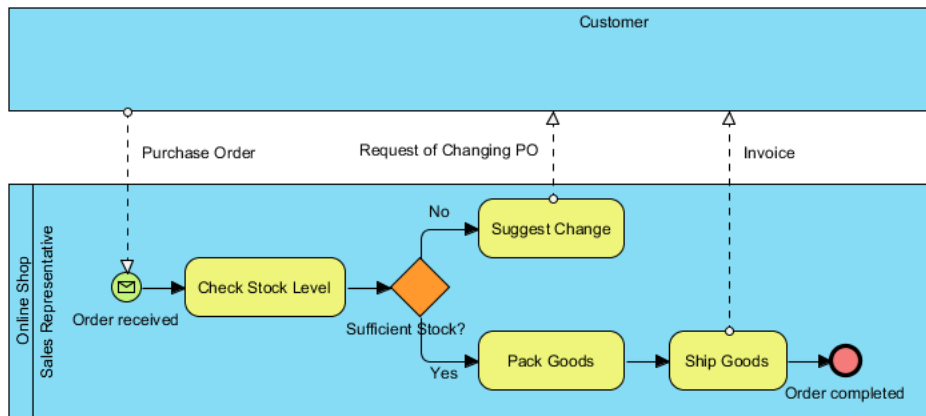 Customer
Purchase Order
Request of Changing PO
Invoice
Online Shop
Sales Representative
No
Suggest Change
Check Stock Level
Order received
Sufficient Stock?
Yes
Pack Goods
Ship Goods
Order completed